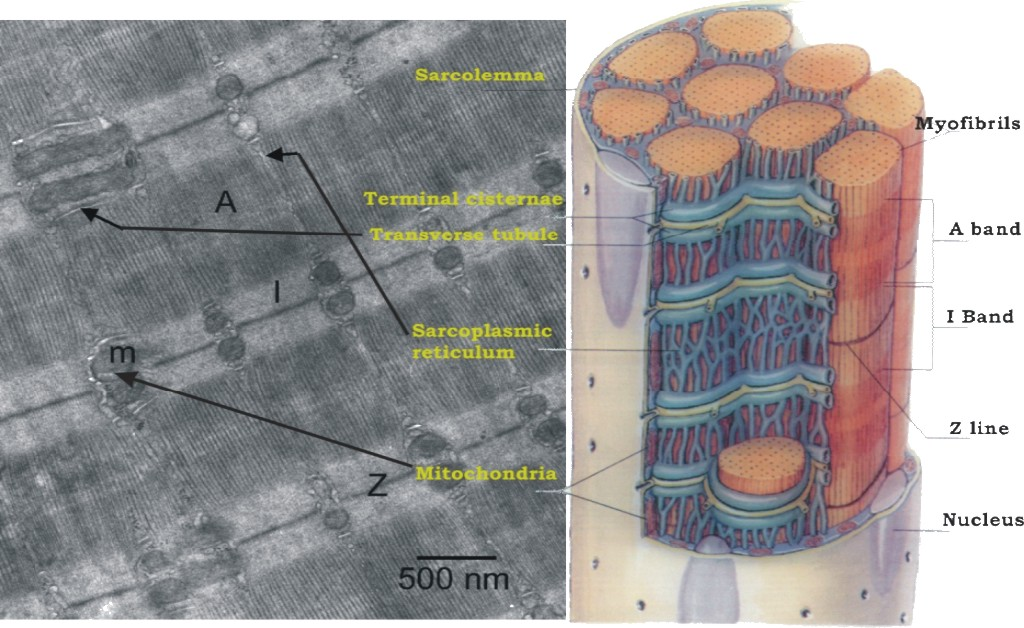 Sarcolemma
Myofibrils
A
Terminal cisternae
Transverse tubule
A band
I
I Band
Sarcoplasmic
reticulum
m
Z line
Mitochondria
Z
Nucleus
500 nm